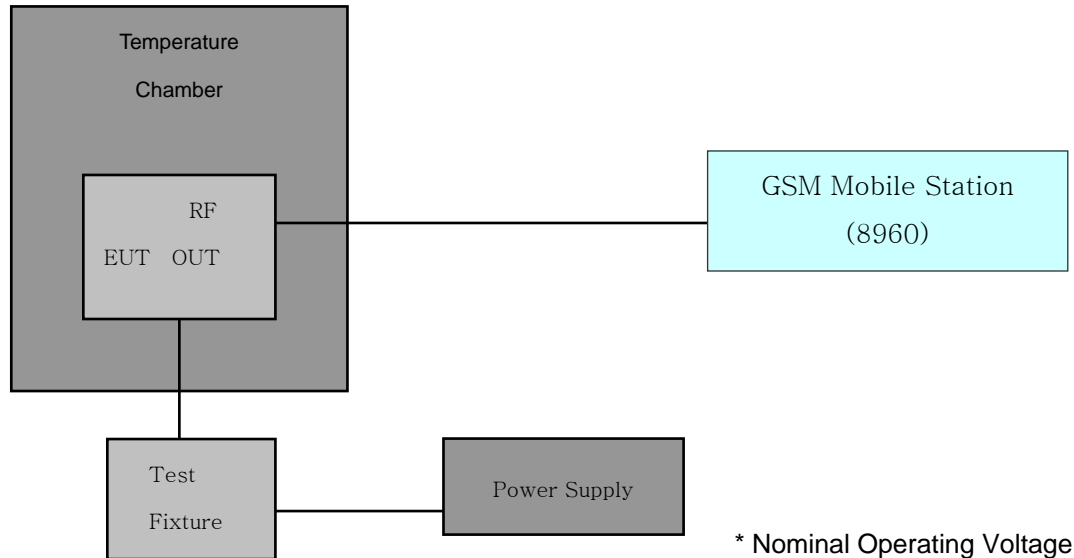 Temperature
Chamber
RF
EUT OUT
GSM Mobile Station
(8960)
Test
Fixture
Power Supply
* Nominal Operating Voltage